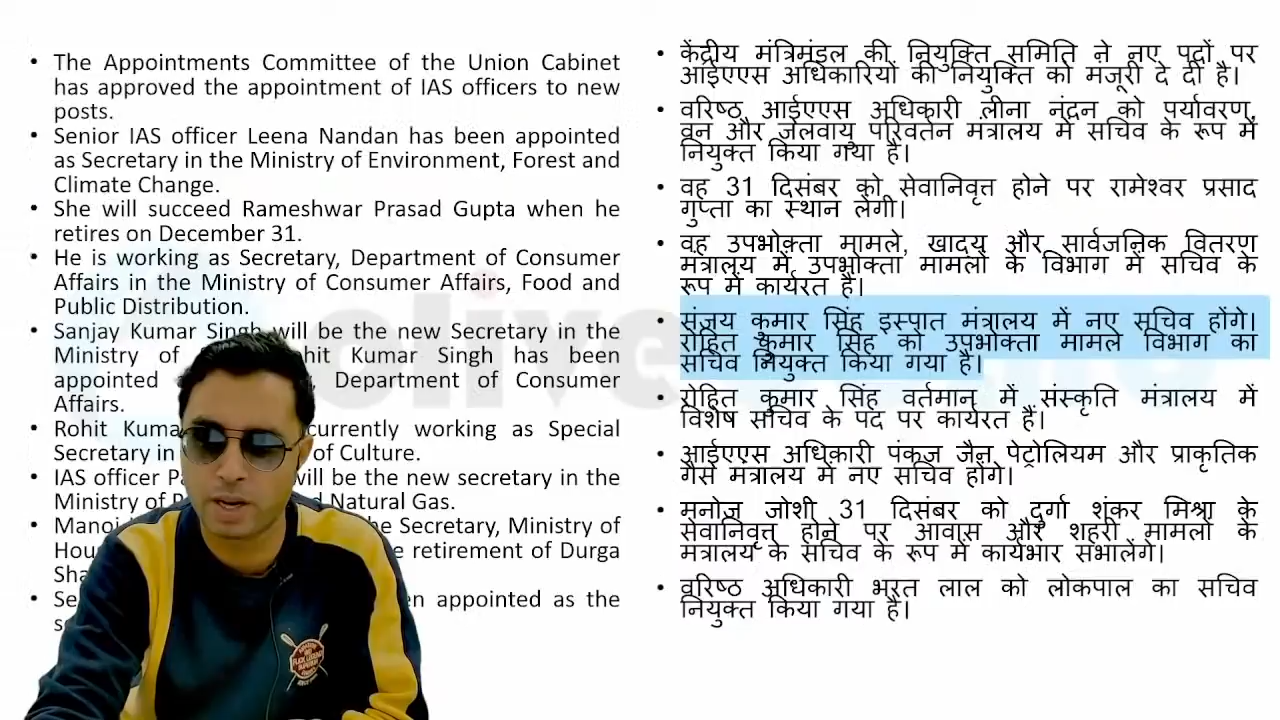 • The Appointments Committee of the Union Cabinet
has approved the appointment of IAS officers to new
posts.
• Senior IAS officer Leena Nandan has been appointed
as Secretary in the Ministry of Environment, Forest and
Climate Change.
• She will succeed Rameshwar Prasad Gupta when he
retires on December 31.
• He is working as Secretary, Department of Consumer
Affairs in the Ministry of Consumer Affairs, Food and
Public Distribution.
• Sanjay Kumar Singh will be the new Secretary in the
Ministry of Kumar Singh has been
appointed Department of Consumer
Affairs.
• Rohit currently working as Special
Secretary in of Culture.
• IAS officer will be the new secretary in the
Ministry of Natural Gas.
• Secretary, Ministry of
retirement of Durga
• appointed as the
• केंद्रीय मंत्रिमंडल की नियुक्ति समिति ने नए पदों पर
आईएएस अधिकारियों की नियुक्ति को मंजूरी दे दी है।
• वरिष्ठ आईएएस अधिकारी लीना नंदन को पर्यावरण,
वन और जलवायु परिवर्तन मंत्रालय में सचिव के रूप में
नियुक्त किया गया है।
• वह 31 दिसंबर को सेवानिवृत्त होने पर रामेश्वर प्रसाद
गुप्ता का स्थान लेंगी।
• वह उपभोक्ता मामले, खाद्य और सार्वजनिक वितरण
मंत्रालय में उपभोक्ता मामलों के विभाग में सचिव के
रूप में कार्यरत हैं।
• संजय कुमार सिंह इस्पात मंत्रालय में नए सचिव होंगे।
रोहित कुमार सिंह को उपभोक्ता मामले विभाग का
सचिव नियुक्त किया गया है।
• रोहित कुमार सिंह वर्तमान में संस्कृति मंत्रालय में
विशेष सचिव के पद पर कार्यरत हैं।
• आईएएस अधिकारी पंकज जैन पेट्रोलियम और प्राकृतिक
गैस मंत्रालय में नए सचिव होंगे।
• मनोज जोशी 31 दिसंबर को दुर्गा शंकर मिश्रा के
सेवानिवृत्त होने पर आवास और शहरी मामलों के
मंत्रालय के सचिव के रूप में कार्यभार संभालेंगे।
• वरिष्ठ अधिकारी भरत लाल को लोकपाल का सचिव
नियुक्त किया गया है।